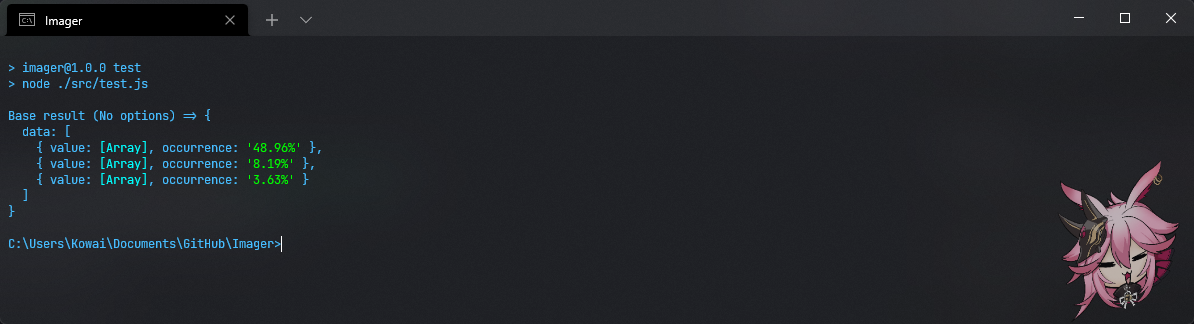 Imager
> imager@1.0.0 test
> node ./src/test.js
Base result (No options) => {
  data: [
    { value: [Array], occurrence: '48.96%' },
    { value: [Array], occurrence: '8.19%' },
    { value: [Array], occurrence: '3.63%' }
  ]
}
C:\Users\Kowai\Documents\GitHub\Imager>